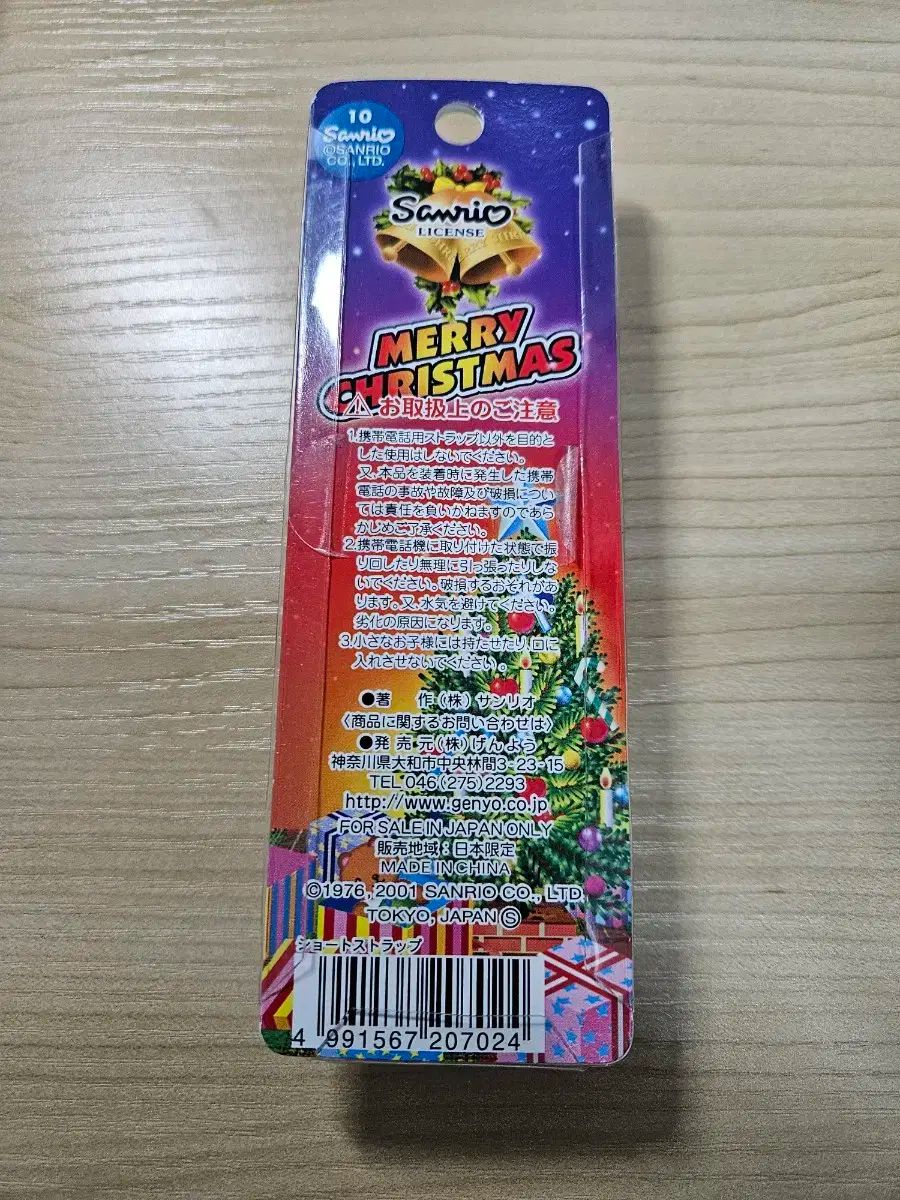 10
Sanrio
©SANRIO
CO., LTD.
Sanrio
LICENSE
MERRY
CHRISTMAS
⚠お取扱上のご注意
1.携帯電話用ストラップ以外を目的と
した使用はしないでください。
又、本品を装着時に発生した携帯
電話の事故や故障及び破損につい
ては責任を負いかねますのであら
かじめご了承ください。
2.携帯電話機に取り付けた状態で振
り回したり無理に引っ張ったりしな
いでください。破損するおそれがあ
ります。又、水気を避けてください。
劣化の原因になります。
3.小さなお子様には持たせたり、口に
入れさせないでください。
●著 作(株)サンリオ
〈商品に関するお問い合わせは〉
●発売元(株)げんよう
神奈川県大和市中央林間3-23-15
TEL 046(275)2293
http://www.genyo.co.jp
FOR SALE IN JAPAN ONLY
販売地域:日本限定
MADE IN CHINA
©1976, 2001 SANRIO CO., LTD.
TOKYO, JAPAN Ⓢ
ショートストラップ
4 991567 207024